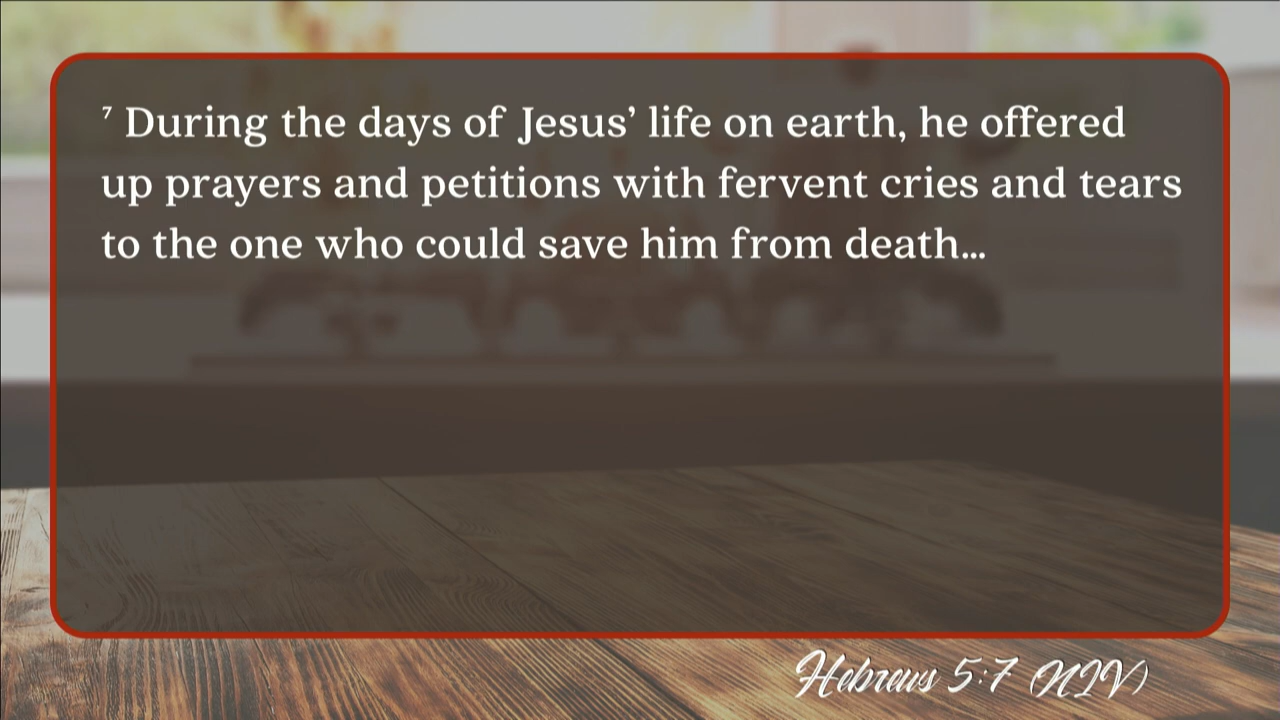 ⁷ During the days of Jesus’ life on earth, he offered
up prayers and petitions with fervent cries and tears
to the one who could save him from death...
Hebrews 5:7 (NIV)